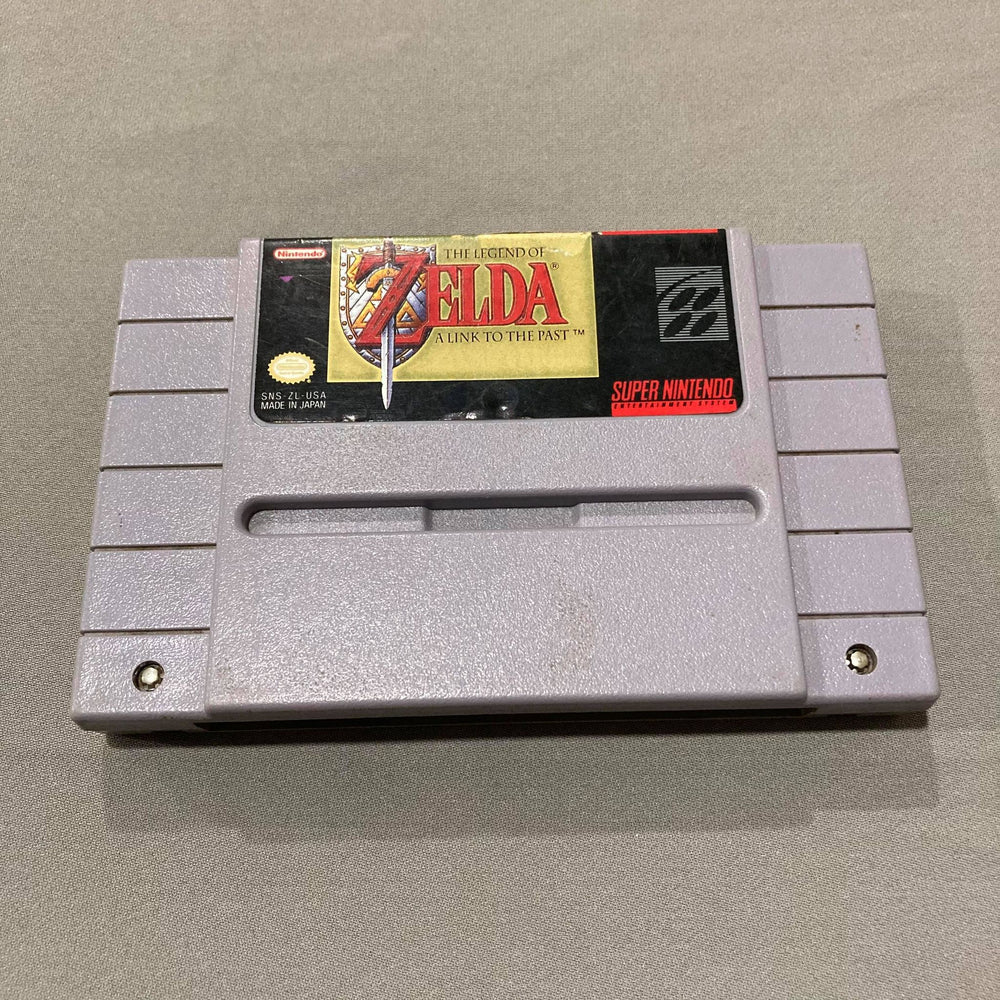 Nintendo
THE LEGEND OF
ZELDA®
A LINK TO THE PAST™
SNS-ZL-USA
MADE IN JAPAN
SUPER NINTENDO
ENTERTAINMENT SYSTEM